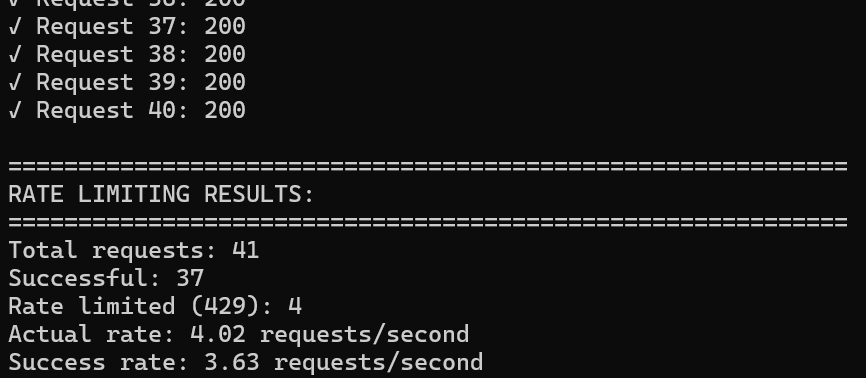 ✓ Request 36: 200
✓ Request 37: 200
✓ Request 38: 200
✓ Request 39: 200
✓ Request 40: 200
============================================================
RATE LIMITING RESULTS:
============================================================
Total requests: 41
Successful: 37
Rate limited (429): 4
Actual rate: 4.02 requests/second
Success rate: 3.63 requests/second